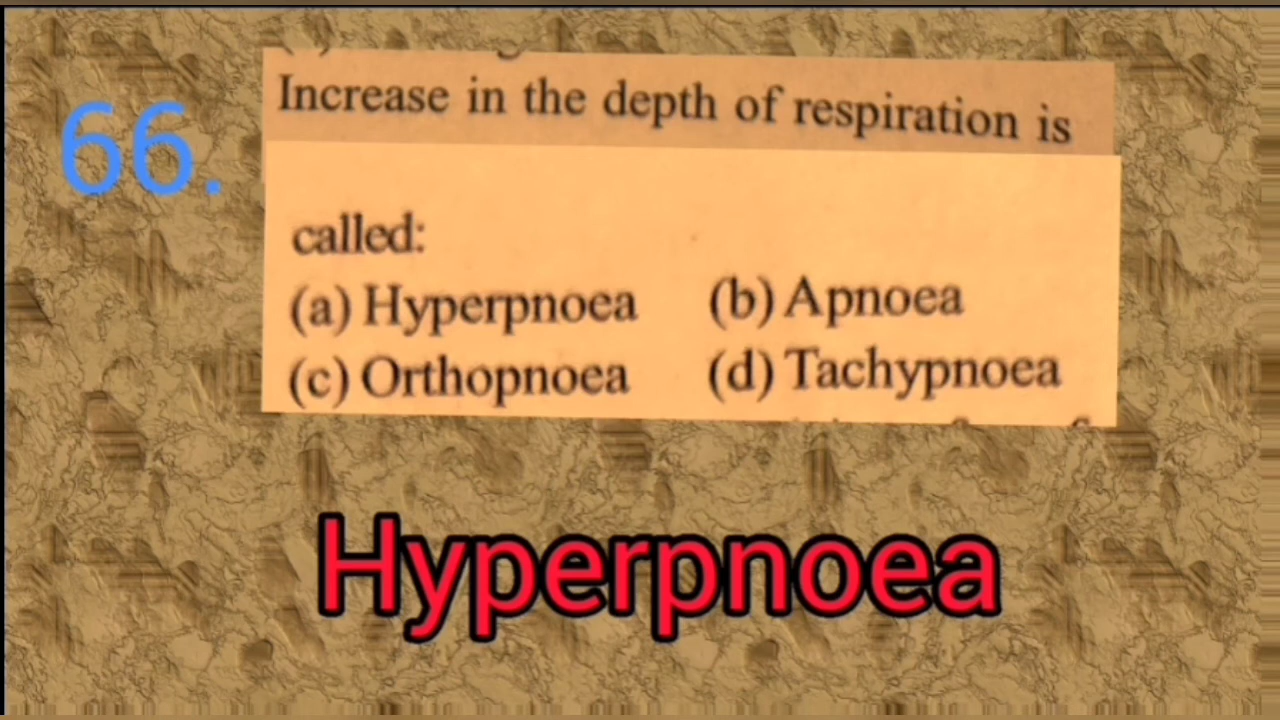 66.
Increase in the depth of respiration is
called:
(a) Hyperpnoea (b) Apnoea
(c) Orthopnoea (d) Tachypnoea
Hyperpnoea